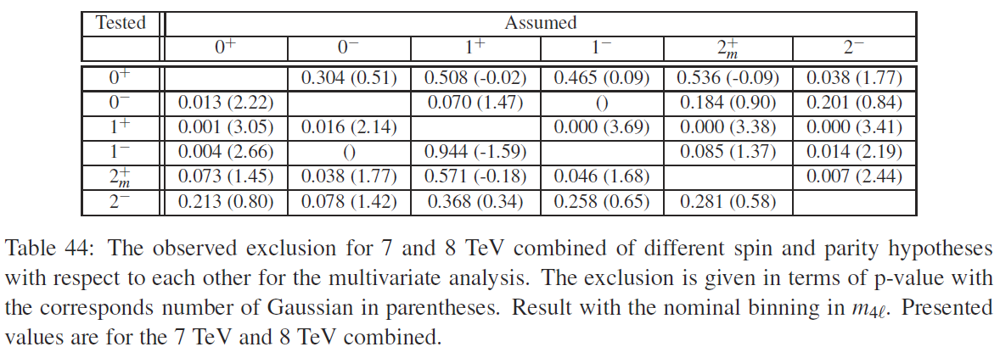 Tested Assumed
0⁺ 0⁻ 1⁺ 1⁻ 2⁺ₘ 2⁻
0⁺ 0.304 (0.51) 0.508 (-0.02) 0.465 (0.09) 0.536 (-0.09) 0.038 (1.77)
0⁻ 0.013 (2.22) 0.070 (1.47) () 0.184 (0.90) 0.201 (0.84)
1⁺ 0.001 (3.05) 0.016 (2.14) 0.000 (3.69) 0.000 (3.38) 0.000 (3.41)
1⁻ 0.004 (2.66) () 0.944 (-1.59) 0.085 (1.37) 0.014 (2.19)
2⁺ₘ 0.073 (1.45) 0.038 (1.77) 0.571 (-0.18) 0.046 (1.68) 0.007 (2.44)
2⁻ 0.213 (0.80) 0.078 (1.42) 0.368 (0.34) 0.258 (0.65) 0.281 (0.58)
Table 44: The observed exclusion for 7 and 8 TeV combined of different spin and parity hypotheses
with respect to each other for the multivariate analysis. The exclusion is given in terms of p-value with
the corresponds number of Gaussian in parentheses. Result with the nominal binning in m₄ℓ. Presented
values are for the 7 TeV and 8 TeV combined.